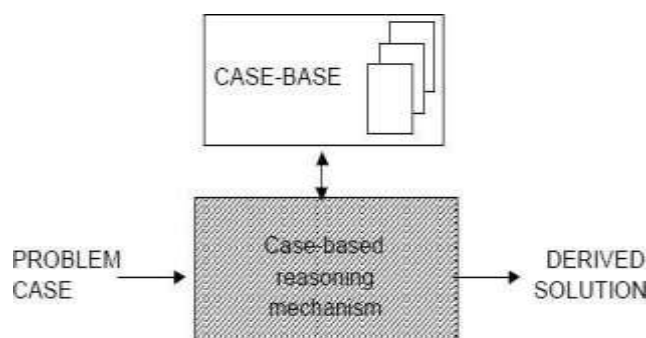 CASE-BASE
Case-based
reasoning
mechanism
PROBLEM
CASE
DERIVED
SOLUTION